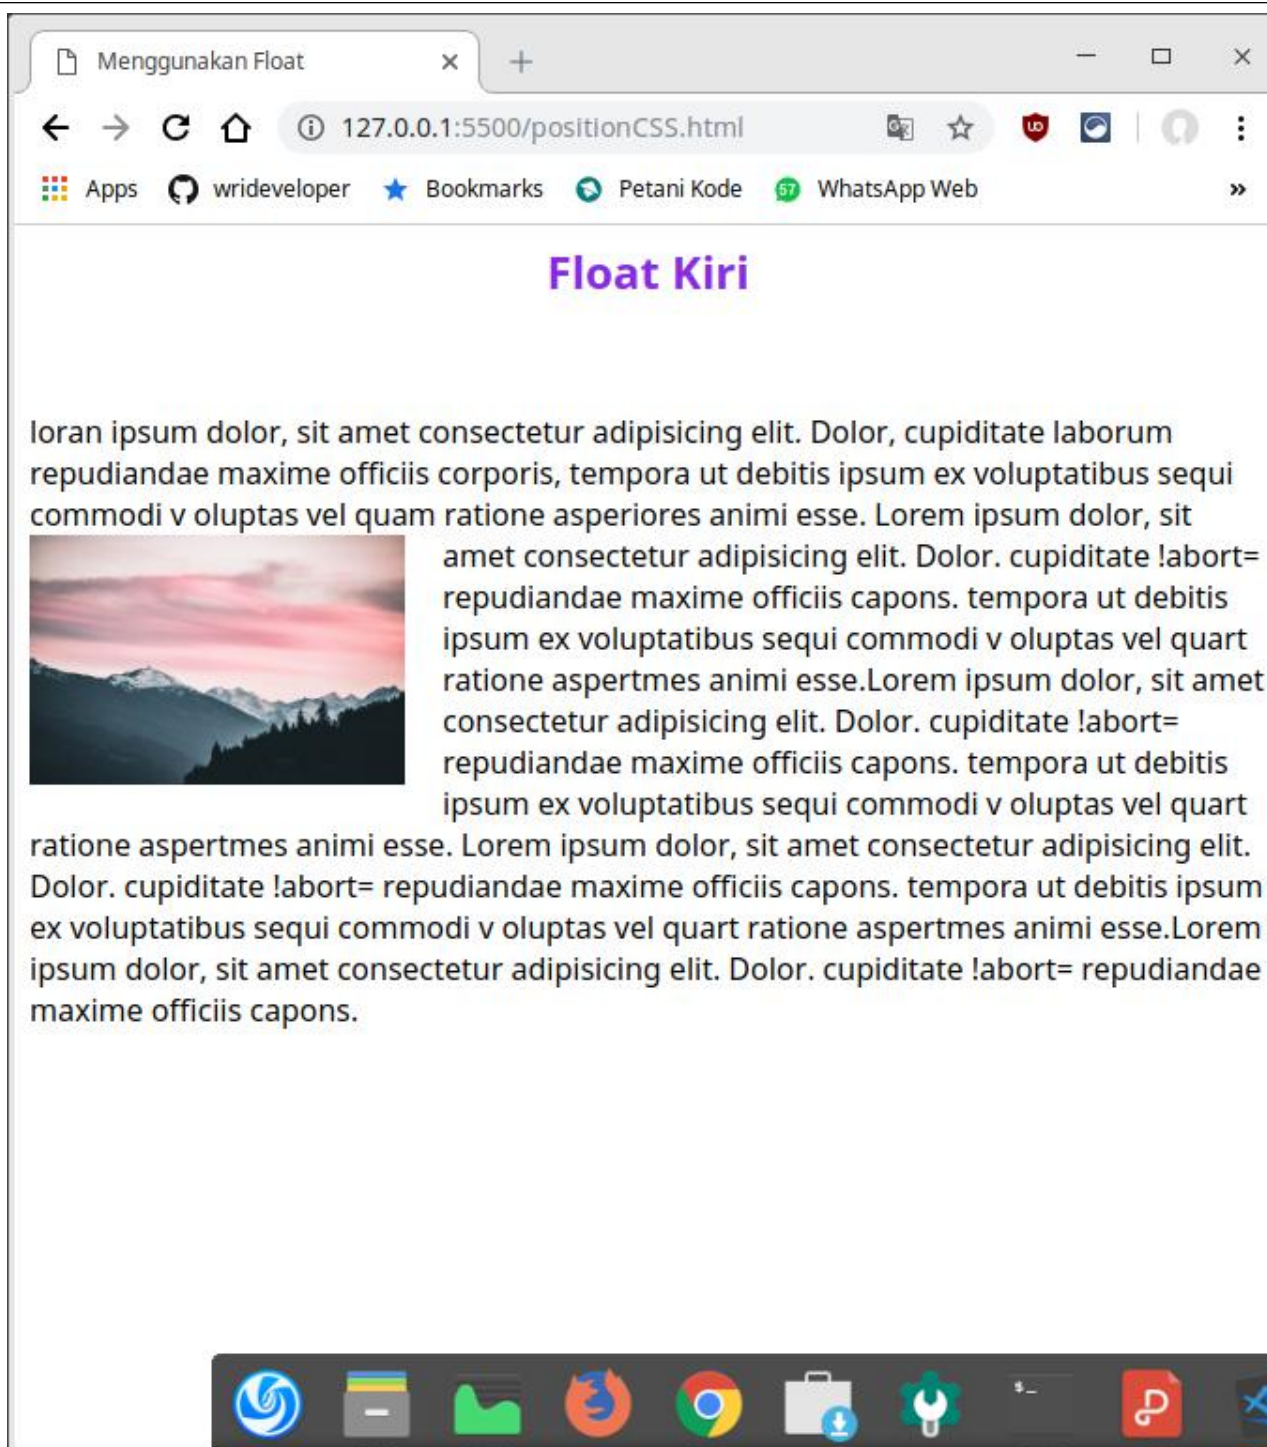 Menggunakan Float
127.0.0.1:5500/positionCSS.html
Apps wrideveloper Bookmarks Petani Kode 57 WhatsApp Web »
Float Kiri
loran ipsum dolor, sit amet consectetur adipisicing elit. Dolor, cupiditate laborum
repudiandae maxime officiis corporis, tempora ut debitis ipsum ex voluptatibus sequi
commodi v oluptas vel quam ratione asperiores animi esse. Lorem ipsum dolor, sit
amet consectetur adipisicing elit. Dolor. cupiditate !abort=
repudiandae maxime officiis capons. tempora ut debitis
ipsum ex voluptatibus sequi commodi v oluptas vel quart
ratione aspertmes animi esse.Lorem ipsum dolor, sit amet
consectetur adipisicing elit. Dolor. cupiditate !abort=
repudiandae maxime officiis capons. tempora ut debitis
ipsum ex voluptatibus sequi commodi v oluptas vel quart
ratione aspertmes animi esse. Lorem ipsum dolor, sit amet consectetur adipisicing elit.
Dolor. cupiditate !abort= repudiandae maxime officiis capons. tempora ut debitis ipsum
ex voluptatibus sequi commodi v oluptas vel quart ratione aspertmes animi esse.Lorem
ipsum dolor, sit amet consectetur adipisicing elit. Dolor. cupiditate !abort= repudiandae
maxime officiis capons.
$_